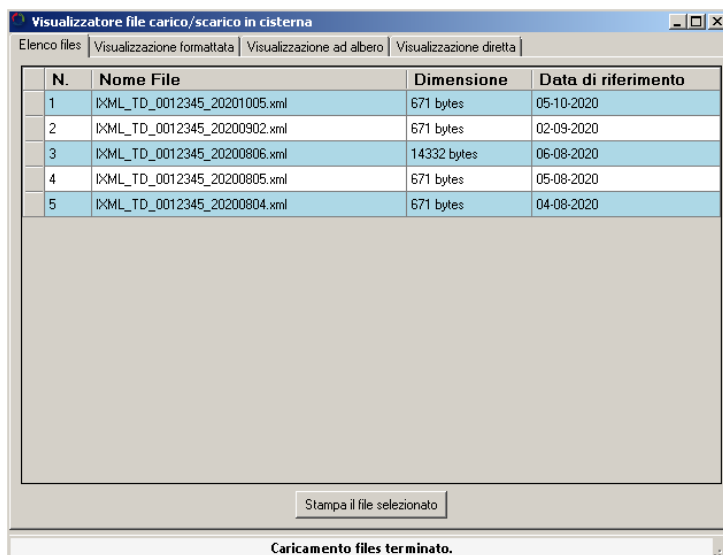 Visualizzatore file carico/scarico in cisterna
Elenco files Visualizzazione formattata Visualizzazione ad albero Visualizzazione diretta
N. Nome File Dimensione Data di riferimento
1 IXML_TD_0012345_20201005.xml 671 bytes 05-10-2020
2 IXML_TD_0012345_20200902.xml 671 bytes 02-09-2020
3 IXML_TD_0012345_20200806.xml 14332 bytes 06-08-2020
4 IXML_TD_0012345_20200805.xml 671 bytes 05-08-2020
5 IXML_TD_0012345_20200804.xml 671 bytes 04-08-2020
Stampa il file selezionato
Caricamento files terminato.